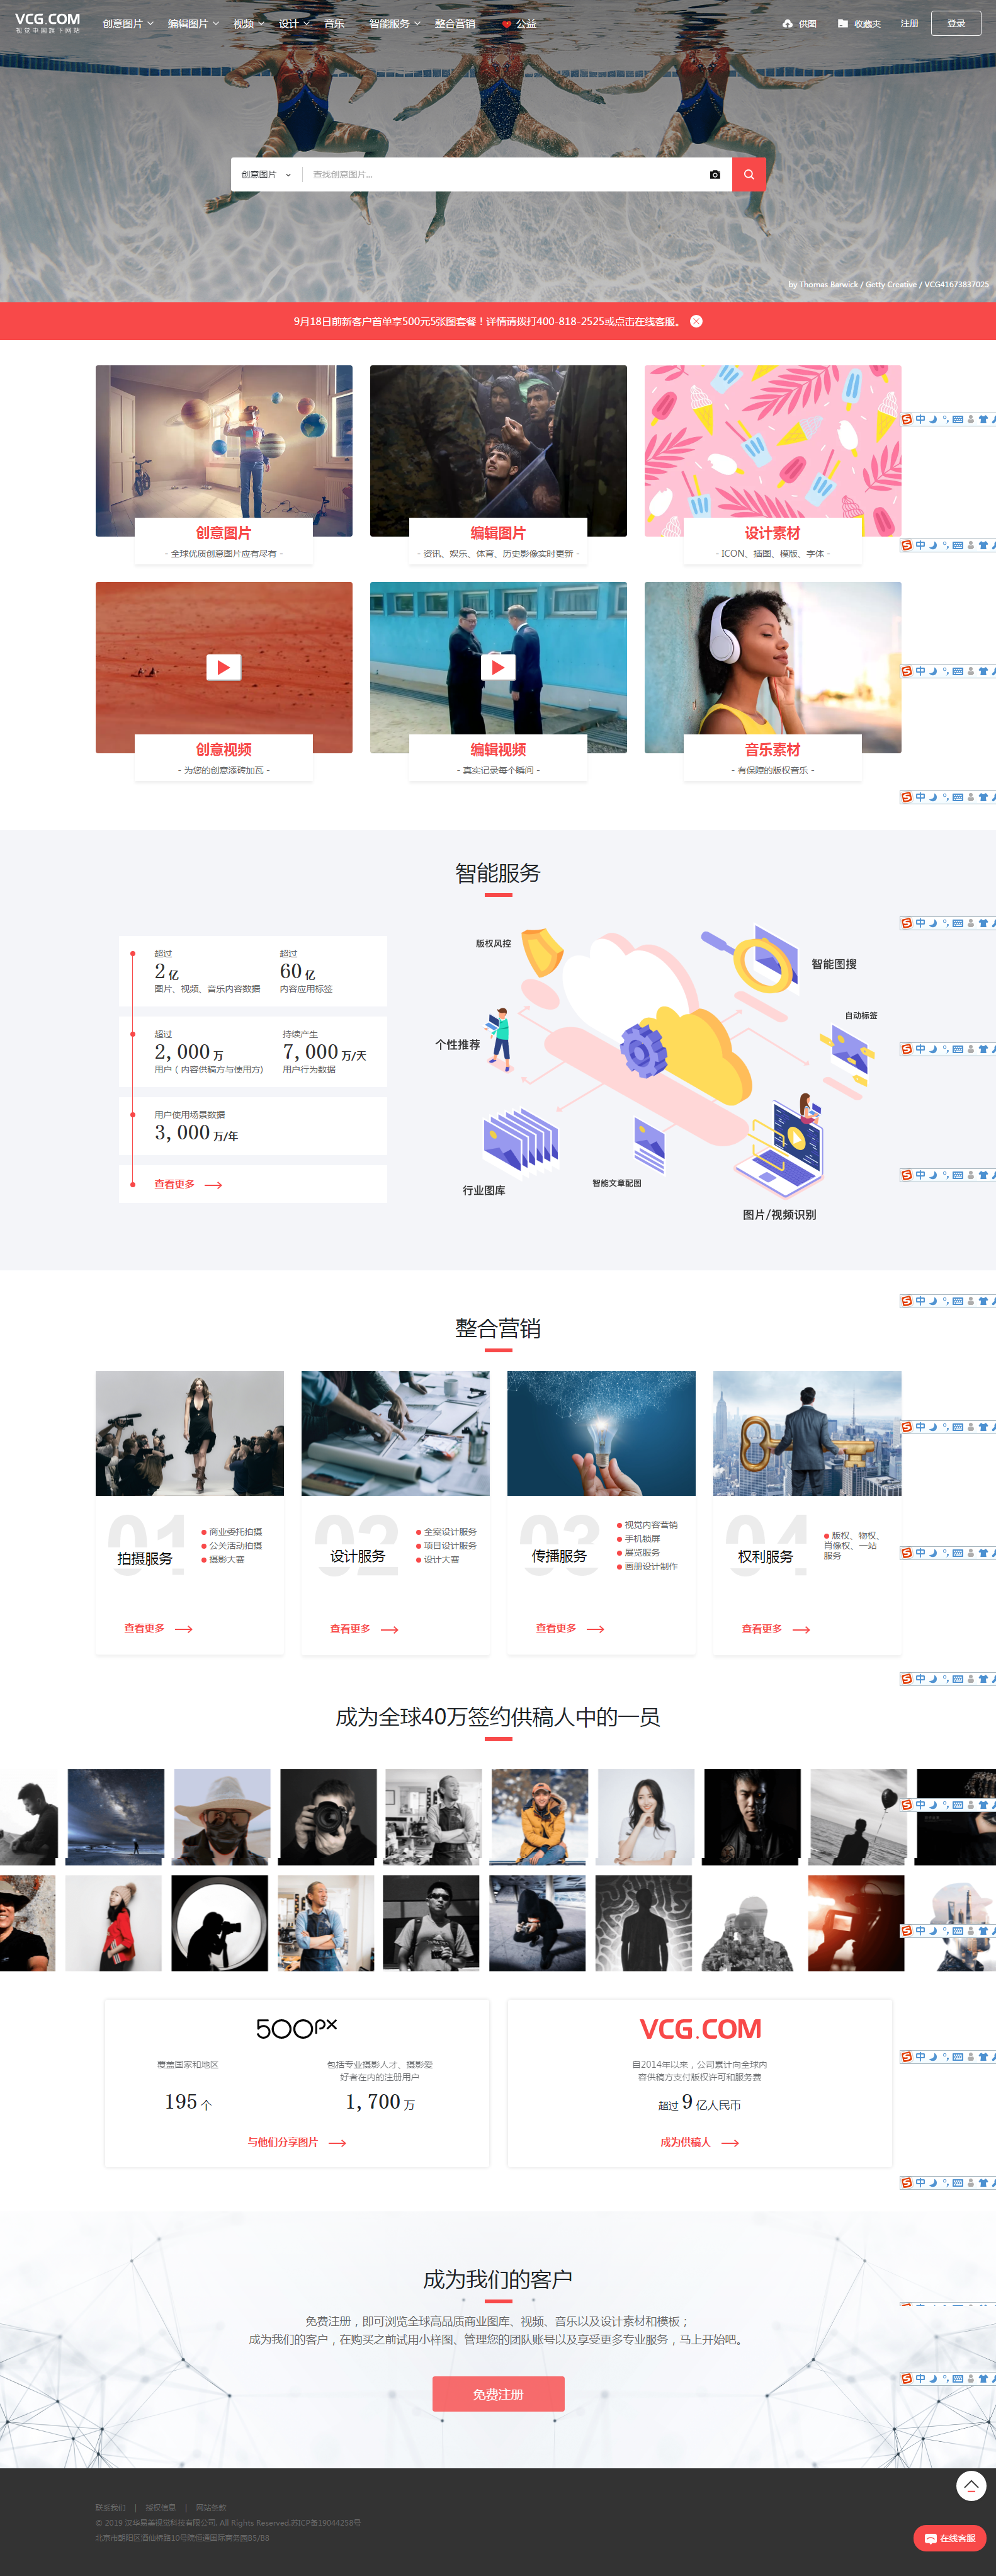 VCG.COM
视觉中国旗下网站
创意图片 编辑图片 视频 设计 音乐 智能服务 整合营销 公益 供图 收藏夹 注册 登录
创意图片 查找创意图片...
by Thomas Barwick / Getty Creative / VCG41673837025
9月18日前新客户首单享500元5张图套餐！详情请拨打400-818-2525或点击在线客服。
创意图片 编辑图片 设计素材
- 全球优质创意图片应有尽有 - - 资讯、娱乐、体育、历史影像实时更新 - - ICON、插图、模版、字体 -
创意视频 编辑视频 音乐素材
- 为您的创意添砖加瓦 - - 真实记录每个瞬间 - - 有保障的版权音乐 -
智能服务
超过 超过
2 亿 60 亿
图片、视频、音乐内容数据 内容应用标签
超过 持续产生
2,000 万 7,000 万/天
用户（内容供稿方与使用方） 用户行为数据
用户使用场景数据
3,000 万/年
查看更多
版权风控
智能图搜
自动标签
个性推荐
行业图库
智能文章配图
图片/视频识别
整合营销
01
拍摄服务
商业委托拍摄
公关活动拍摄
摄影大赛
查看更多
02
设计服务
全案设计服务
项目设计服务
设计大赛
查看更多
03
传播服务
视觉内容营销
手机锁屏
展览服务
画册设计制作
查看更多
04
权利服务
版权、物权、
肖像权、一站
服务
查看更多
成为全球40万签约供稿人中的一员
500px
覆盖国家和地区
195 个
包括专业摄影人才、摄影爱
好者在内的注册用户
1,700 万
与他们分享图片
VCG.COM
自2014年以来，公司累计向全球内
容供稿方支付版权许可和服务费
超过 9 亿人民币
成为供稿人
成为我们的客户
免费注册，即可浏览全球高品质商业图库、视频、音乐以及设计素材和模板；
成为我们的客户，在购买之前试用小样图、管理您的团队账号以及享受更多专业服务，马上开始吧。
免费注册
联系我们 | 授权信息 | 网站条款
© 2019 汉华易美视觉科技有限公司. All Rights Reserved.苏ICP备19044258号
北京市朝阳区酒仙桥路10号院恒通国际商务园B5/B8
在线客服